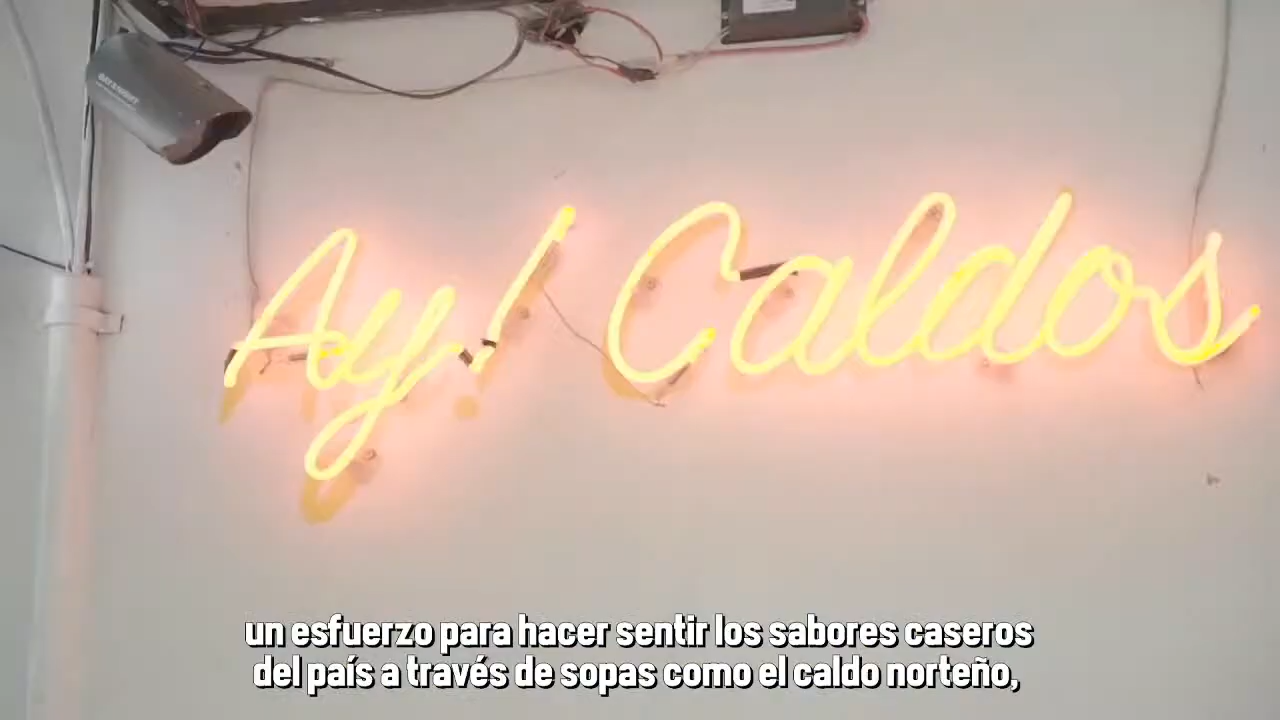 Ay! Caldos
un esfuerzo para hacer sentir los sabores caseros
del país a través de sopas como el caldo norteño,